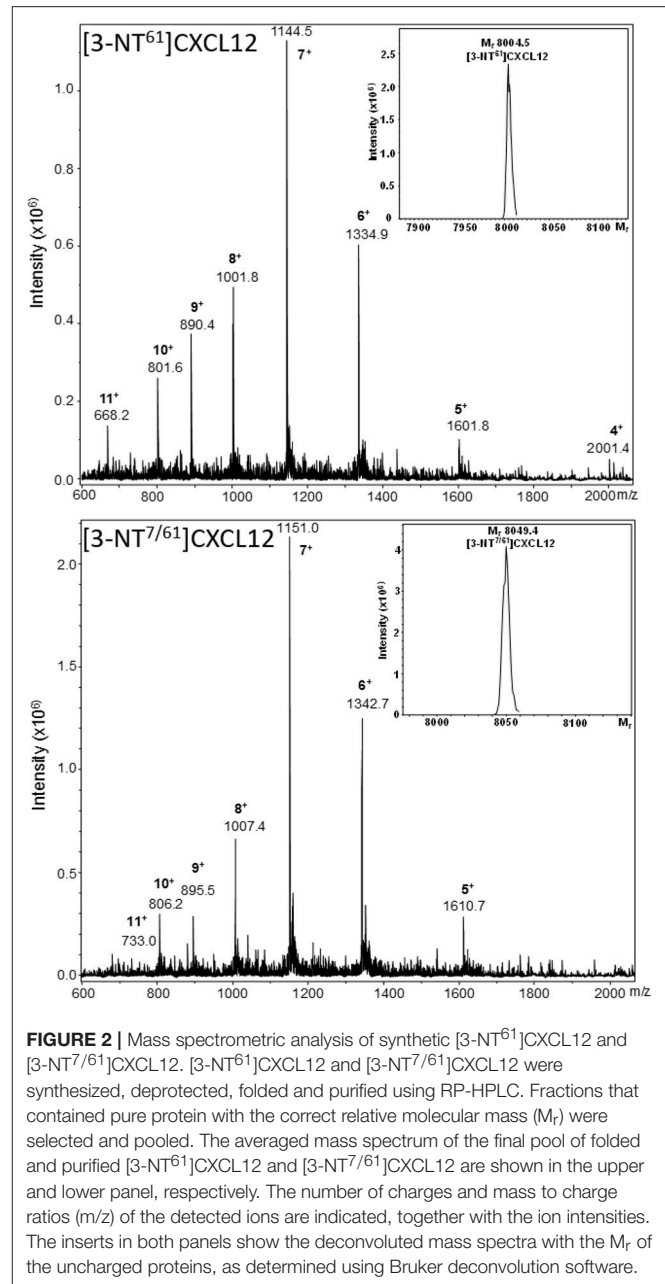 [3-NT⁶¹]CXCL12
1144.5
7⁺
Mᵣ 8004.5
[3-NT⁶¹]CXCL12
Intensity (x10⁶)
2.5
2.0
1.5
1.0
0.5
0
7900 7950 8000 8050 8100 Mᵣ
Intensity (x10⁶)
1.0
0.8
0.6
0.4
0.2
0.0
6⁺
1334.9
8⁺
1001.8
9⁺
890.4
10⁺
801.6
11⁺
668.2
5⁺
1601.8
4⁺
2001.4
600 800 1000 1200 1400 1600 1800 2000 m/z
[3-NT⁷/⁶¹]CXCL12
1151.0
7⁺
Mᵣ 8049.4
[3-NT⁷/⁶¹]CXCL12
Intensity (x10⁶)
4
3
2
1
0
8000 8050 8100 Mᵣ
Intensity (x10⁶)
2.0
1.5
1.0
0.5
0.0
6⁺
1342.7
8⁺
1007.4
9⁺
895.5
10⁺
806.2
11⁺
733.0
5⁺
1610.7
600 800 1000 1200 1400 1600 1800 2000 m/z
FIGURE 2 | Mass spectrometric analysis of synthetic [3-NT⁶¹]CXCL12 and
[3-NT⁷/⁶¹]CXCL12. [3-NT⁶¹]CXCL12 and [3-NT⁷/⁶¹]CXCL12 were
synthesized, deprotected, folded and purified using RP-HPLC. Fractions that
contained pure protein with the correct relative molecular mass (Mᵣ) were
selected and pooled. The averaged mass spectrum of the final pool of folded
and purified [3-NT⁶¹]CXCL12 and [3-NT⁷/⁶¹]CXCL12 are shown in the upper
and lower panel, respectively. The number of charges and mass to charge
ratios (m/z) of the detected ions are indicated, together with the ion intensities.
The inserts in both panels show the deconvoluted mass spectra with the Mᵣ of
the uncharged proteins, as determined using Bruker deconvolution software.